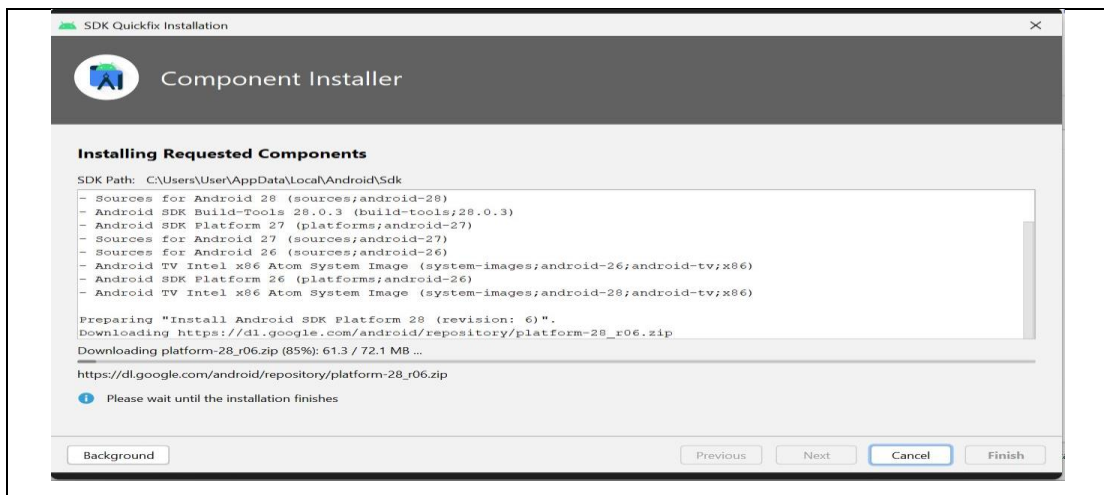 SDK Quickfix Installation
Component Installer
Installing Requested Components
SDK Path: C:\Users\User\AppData\Local\Android\Sdk
- Sources for Android 28 (sources;android-28)
- Android SDK Build-Tools 28.0.3 (build-tools;28.0.3)
- Android SDK Platform 27 (platforms;android-27)
- Sources for Android 27 (sources;android-27)
- Sources for Android 26 (sources;android-26)
- Android TV Intel x86 Atom System Image (system-images;android-26;android-tv;x86)
- Android SDK Platform 26 (platforms;android-26)
- Android TV Intel x86 Atom System Image (system-images;android-28;android-tv;x86)
Preparing "Install Android SDK Platform 28 (revision: 6)".
Downloading https://dl.google.com/android/repository/platform-28_r06.zip
Downloading platform-28_r06.zip (85%): 61.3 / 72.1 MB ...
https://dl.google.com/android/repository/platform-28_r06.zip
Please wait until the installation finishes
Background Previous Next Cancel Finish